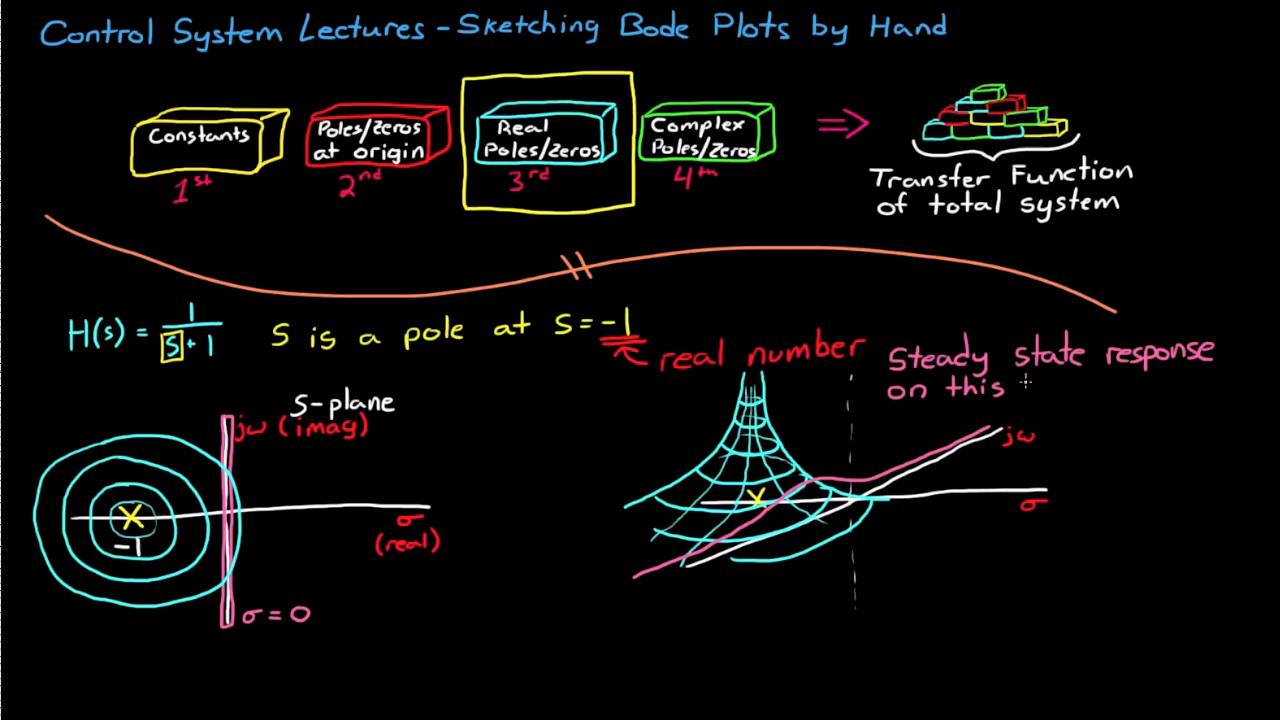 Control System Lectures - Sketching Bode Plots by Hand
Constants
Poles/Zeros
at origin
Real
Poles/Zeros
Complex
Poles/Zeros
⇒
1st
2nd
3rd
4th
Transfer Function
of total system
H(s) = 1/(s+1)
S is a pole at S=-1
real number
Steady state response
on this
S-plane
jω (imag)
jω
X
X
-1
σ
(real)
σ
σ = 0